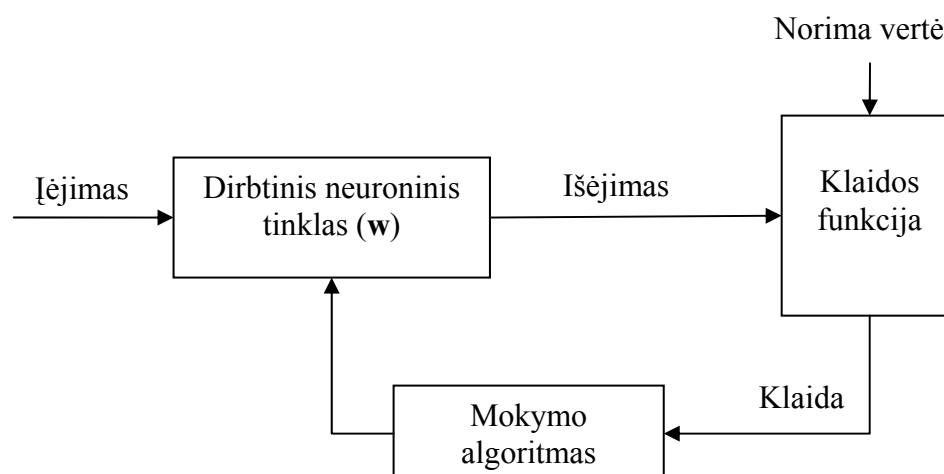 Norima vertė
Įėjimas
Dirbtinis neuroninis
tinklas (w)
Išėjimas
Klaidos
funkcija
Klaida
Mokymo
algoritmas